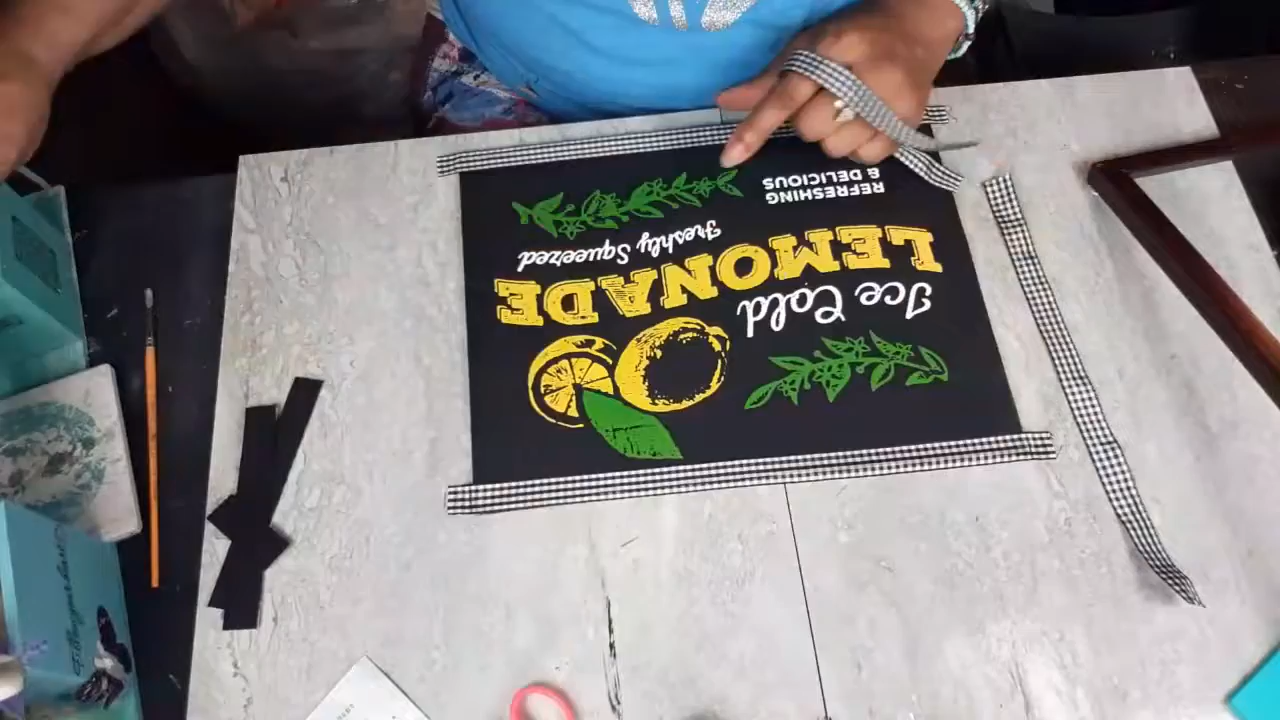 Ice Cold
LEMONADE
Freshly Squeezed
REFRESHING
& DELICIOUS